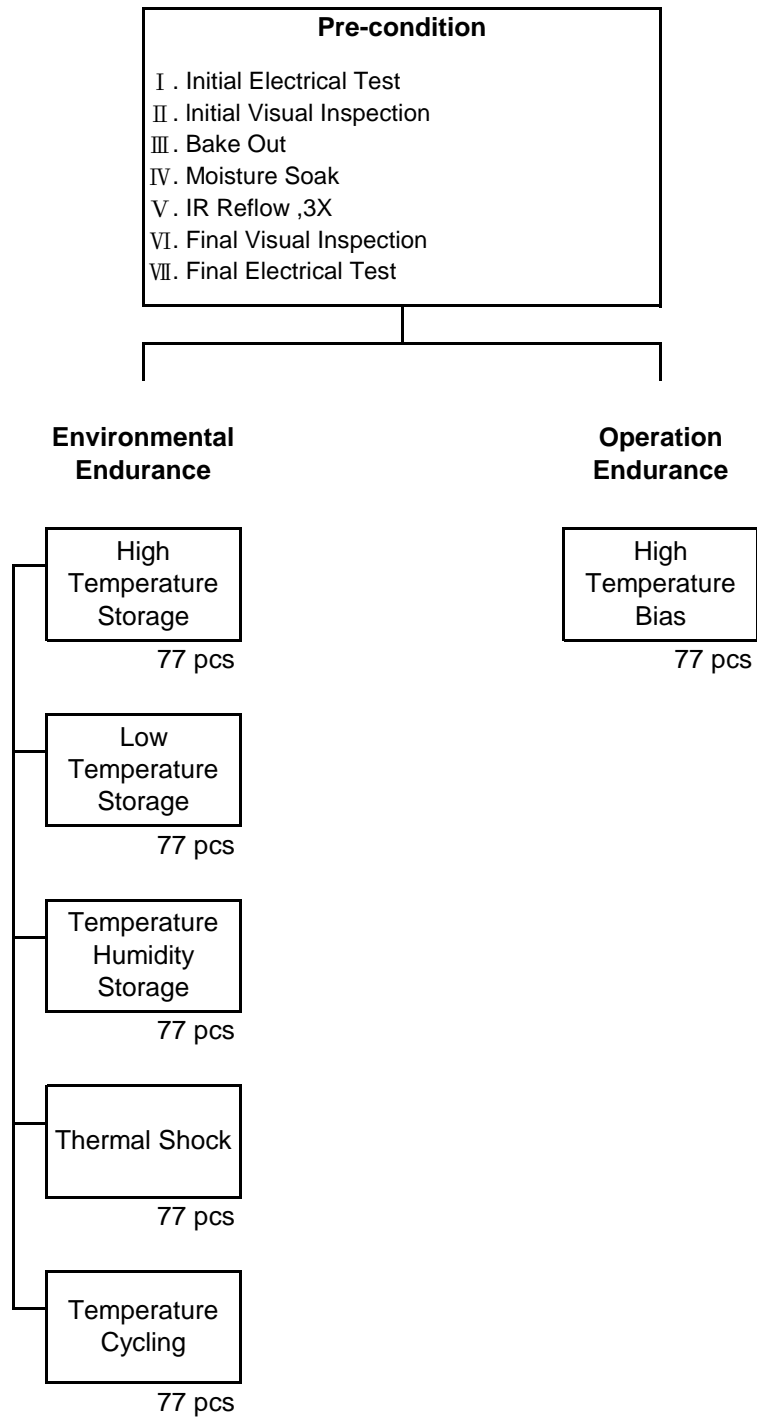 Pre-condition
Ⅰ. Initial Electrical Test
Ⅱ. Initial Visual Inspection
Ⅲ. Bake Out
Ⅳ. Moisture Soak
Ⅴ. IR Reflow ,3X
Ⅵ. Final Visual Inspection
Ⅶ. Final Electrical Test
Environmental
Endurance
High
Temperature
Storage
77 pcs
Low
Temperature
Storage
77 pcs
Temperature
Humidity
Storage
77 pcs
Thermal Shock
77 pcs
Temperature
Cycling
77 pcs
Operation
Endurance
High
Temperature
Bias
77 pcs